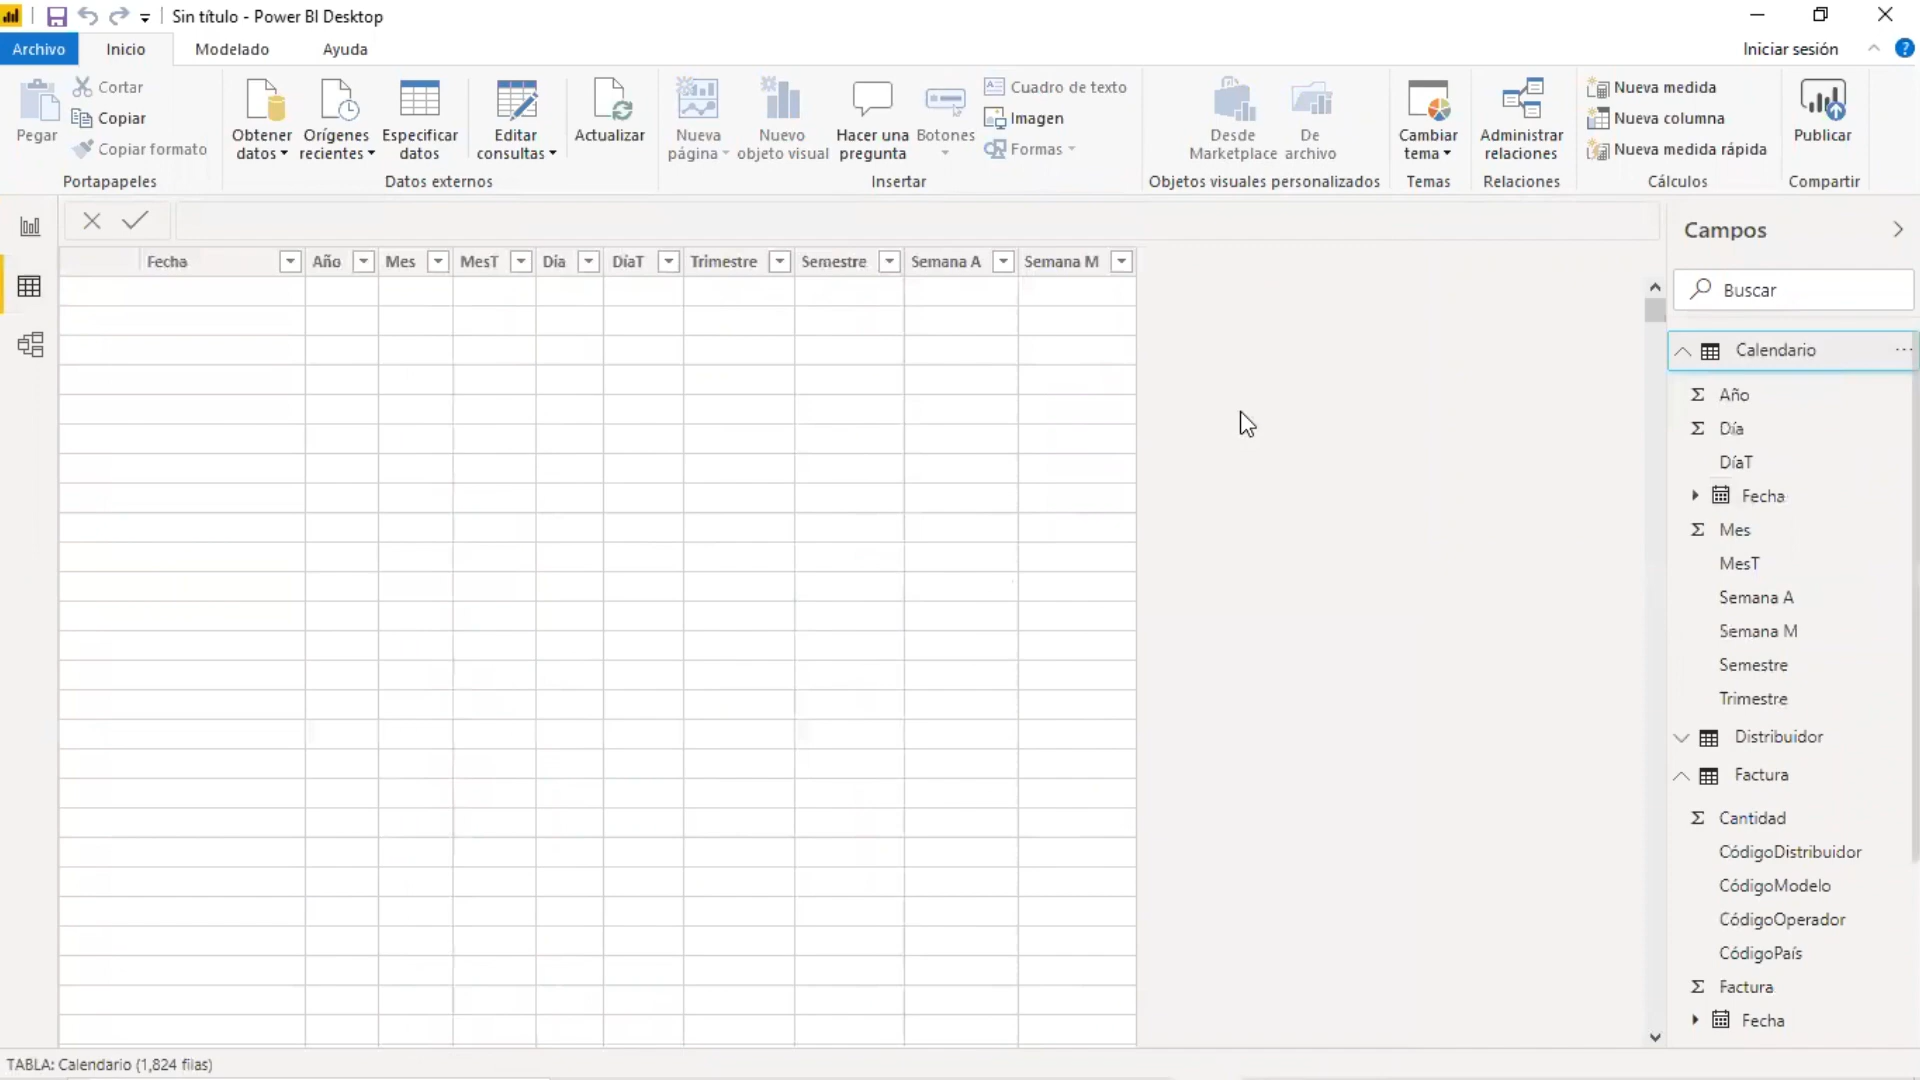 Sin título - Power BI Desktop
Archivo Inicio Modelado Ayuda Iniciar sesión ?
Pegar
Cortar
Copiar
Copiar formato
Portapapeles
Obtener datos
Orígenes recientes
Especificar datos
Editar consultas
Actualizar
Datos externos
Nueva página
Nuevo objeto visual
Hacer una pregunta
Botones
Cuadro de texto
Imagen
Formas
Insertar
Desde Marketplace
De archivo
Objetos visuales personalizados
Cambiar tema
Temas
Administrar relaciones
Relaciones
Nueva medida
Nueva columna
Nueva medida rápida
Cálculos
Publicar
Compartir
Fecha Año Mes MesT Día DíaT Trimestre Semestre Semana A Semana M
Campos
Buscar
Calendario ...
Σ Año
Σ Día
DíaT
Fecha
Σ Mes
MesT
Semana A
Semana M
Semestre
Trimestre
Distribuidor
Factura
Σ Cantidad
CódigoDistribuidor
CódigoModelo
CódigoOperador
CódigoPaís
Σ Factura
Fecha
TABLA: Calendario (1,824 filas)